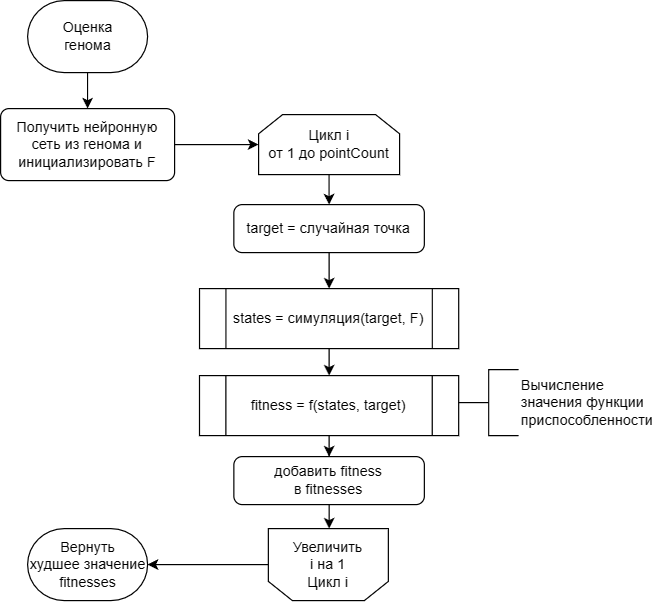 Оценка
генома
Получить нейронную
сеть из генома и
инициализировать F
Цикл i
от 1 до pointCount
target = случайная точка
states = симуляция(target, F)
fitness = f(states, target)
Вычисление
значения функции
приспособленности
добавить fitness
в fitnesses
Увеличить
i на 1
Цикл i
Вернуть
худшее значение
fitnesses